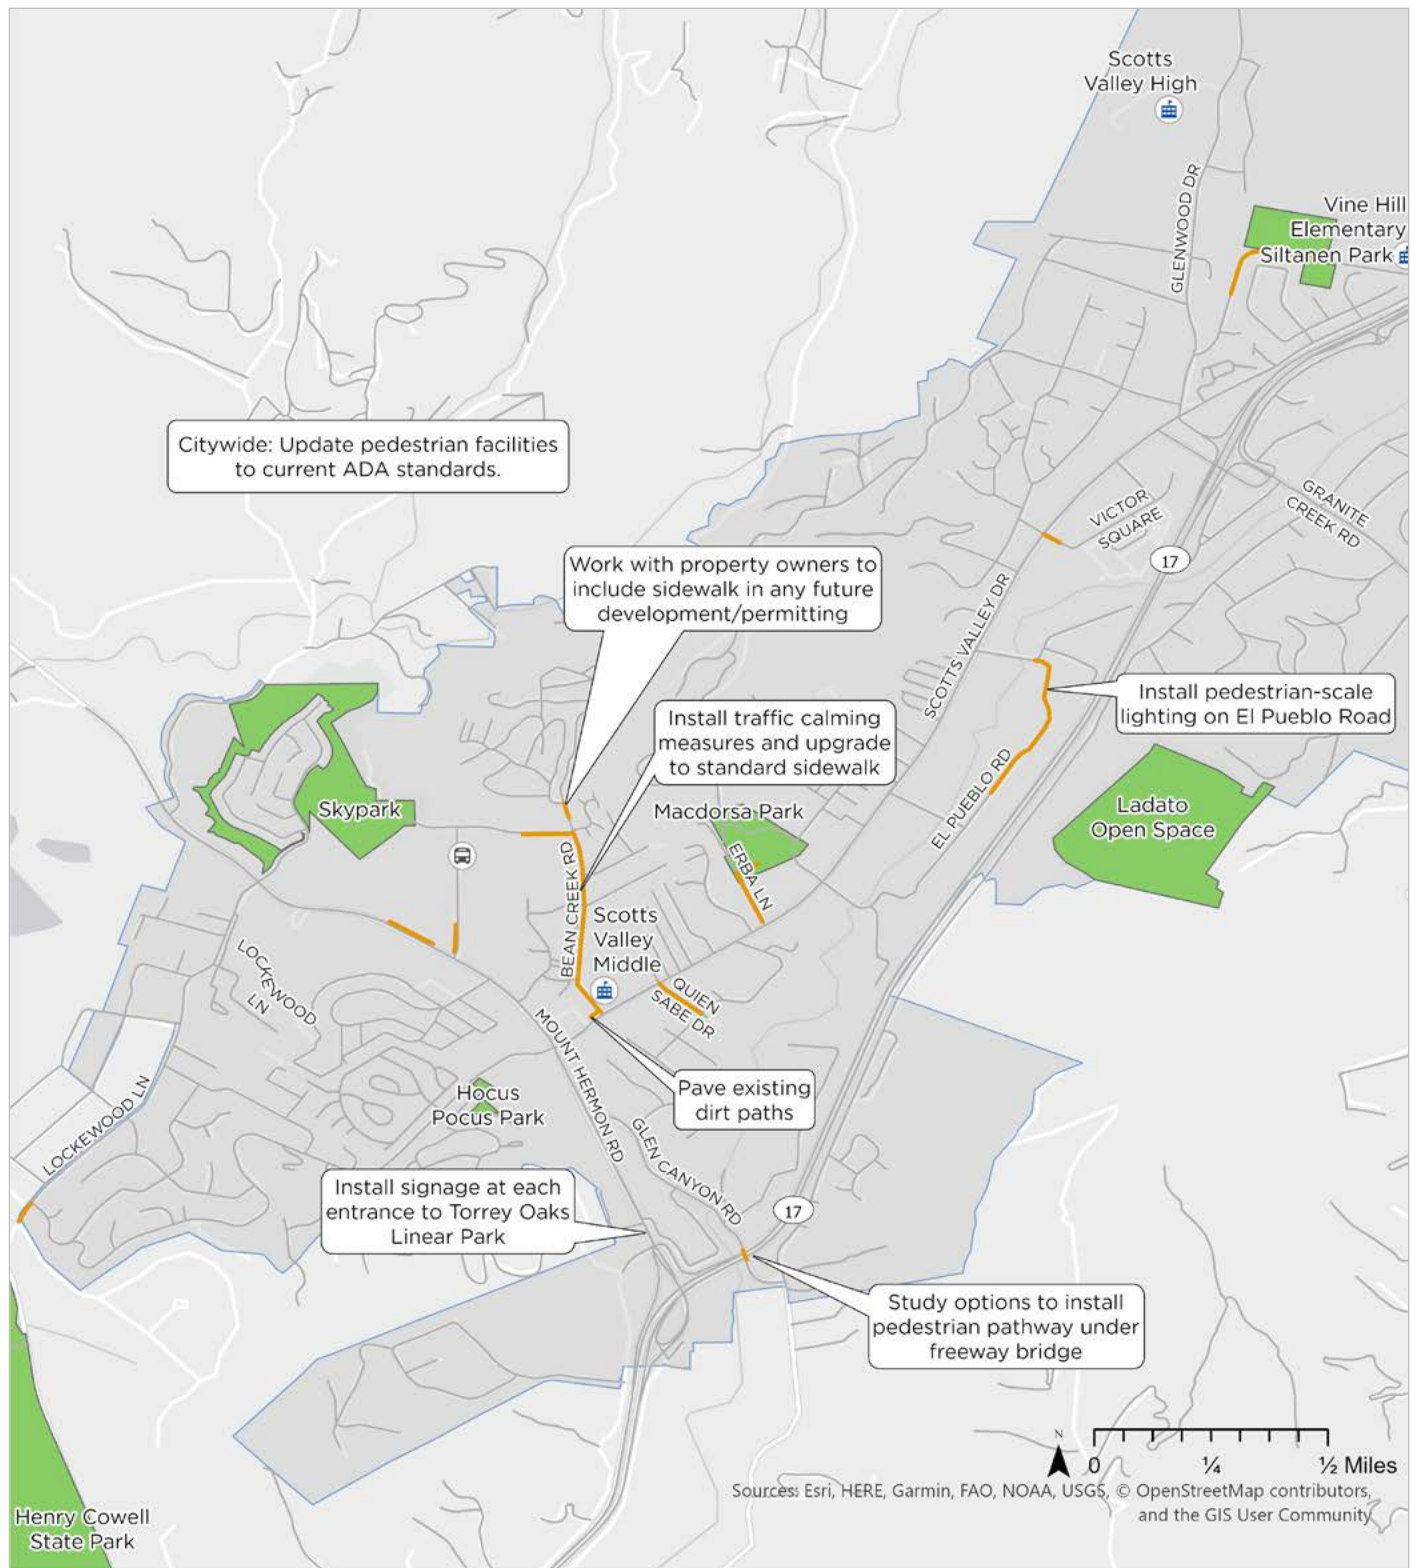 Scotts
Valley High
GLENWOOD DR
Vine Hill
Elementary
Siltanen Park
Citywide: Update pedestrian facilities
to current ADA standards.
VICTOR
SQUARE
GRANITE
CREEK RD
17
Work with property owners to
include sidewalk in any future
development/permitting
SCOTTS VALLEY DR
Install pedestrian-scale
lighting on El Pueblo Road
Install traffic calming
measures and upgrade
to standard sidewalk
Skypark
Macdorsa Park
EL PUEBLO RD
Ladato
Open Space
ERBA LN
BEAN CREEK RD
Scotts
Valley
Middle
LOCKEWOOD
LN
QUIEN
SABE DR
MOUNT HERMON RD
Pave existing
dirt paths
Hocus
Pocus Park
LOCKEWOOD LN
GLEN CANYON RD
Install signage at each
entrance to Torrey Oaks
Linear Park
17
Study options to install
pedestrian pathway under
freeway bridge
N
0 ¼ ½ Miles
Sources: Esri, HERE, Garmin, FAO, NOAA, USGS, © OpenStreetMap contributors,
and the GIS User Community
Henry Cowell
State Park